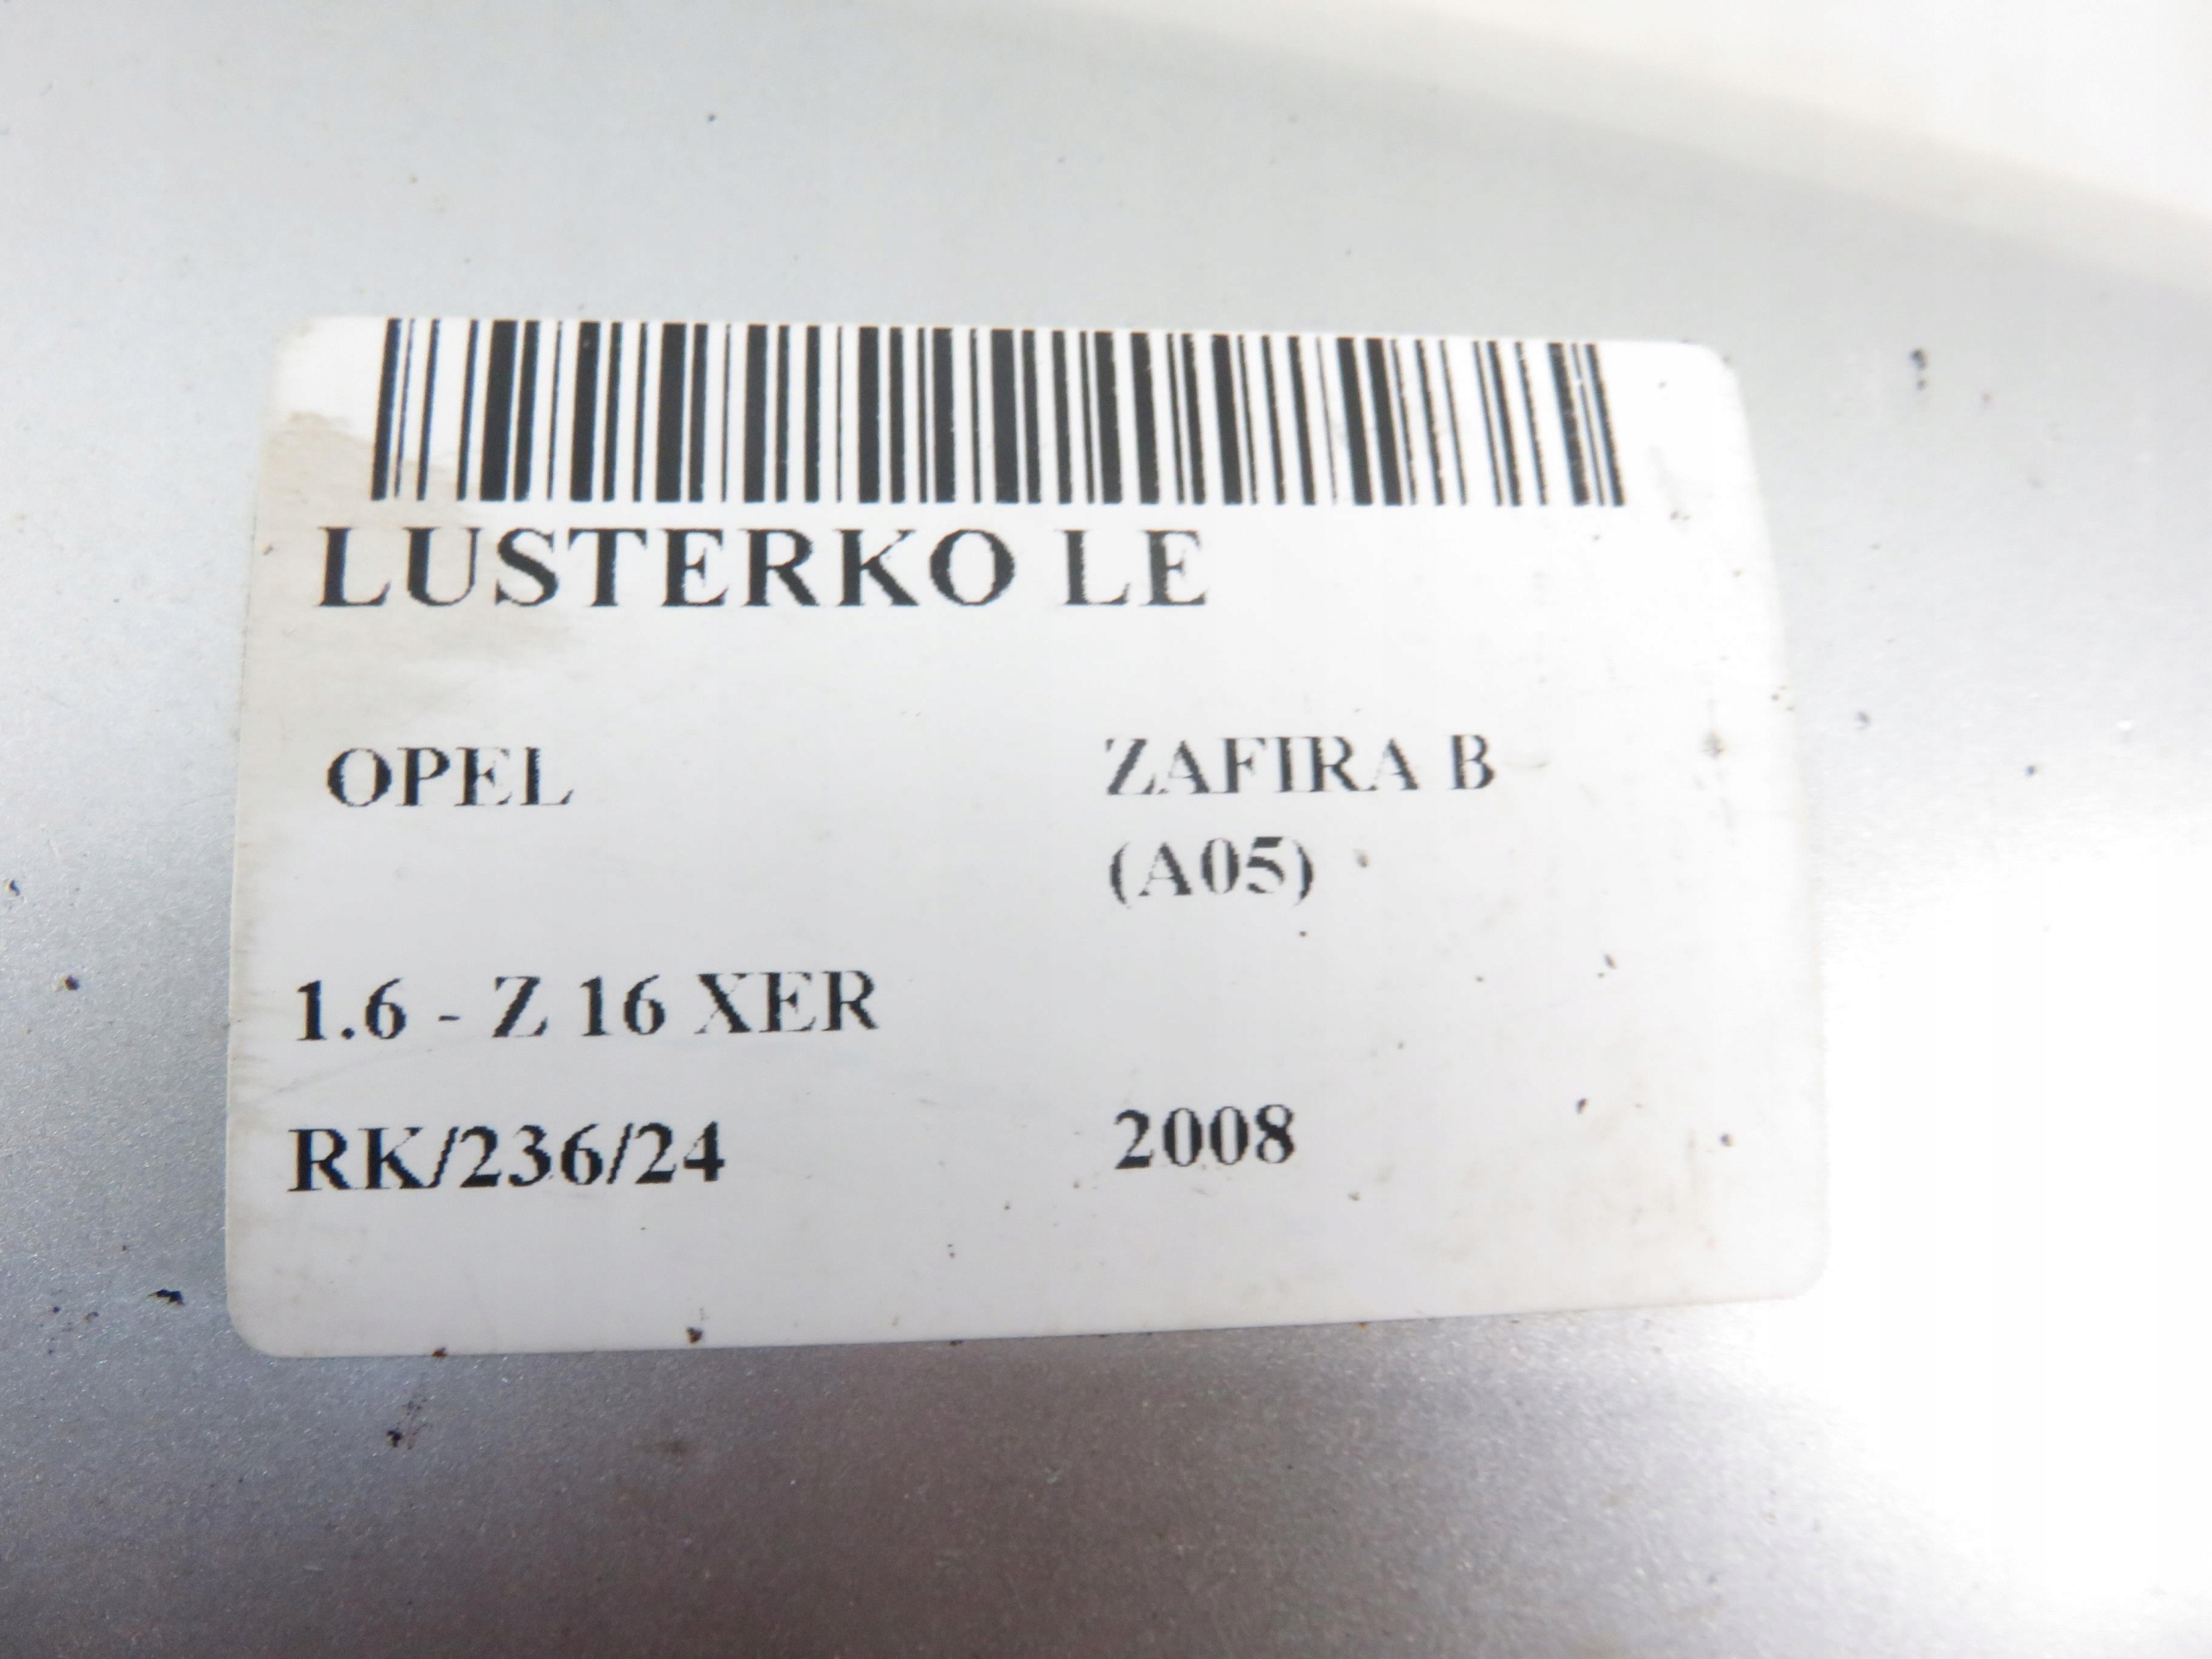 LUSTERKO LE
OPEL ZAFIRA B
(A05)
1.6 - Z 16 XER
RK/236/24 2008